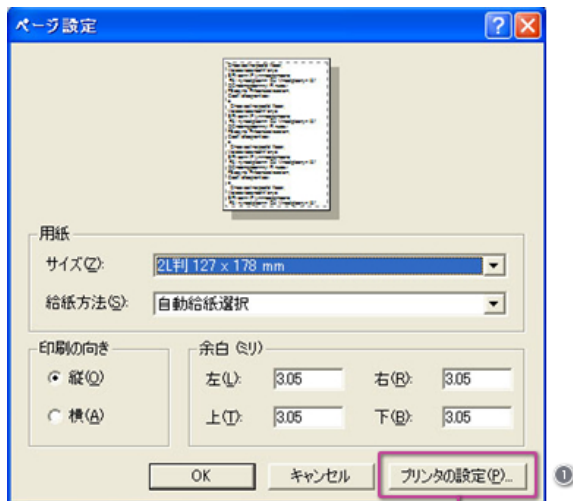 ページ設定
用紙
サイズ(Z):
2L判 127 x 178 mm
給紙方法(S):
自動給紙選択
印刷の向き
縦(O)
横(A)
余白 (ミリ)
左(L):
3.05
右(R):
3.05
上(T):
3.05
下(B):
3.05
OK
キャンセル
プリンタの設定(P)...
1